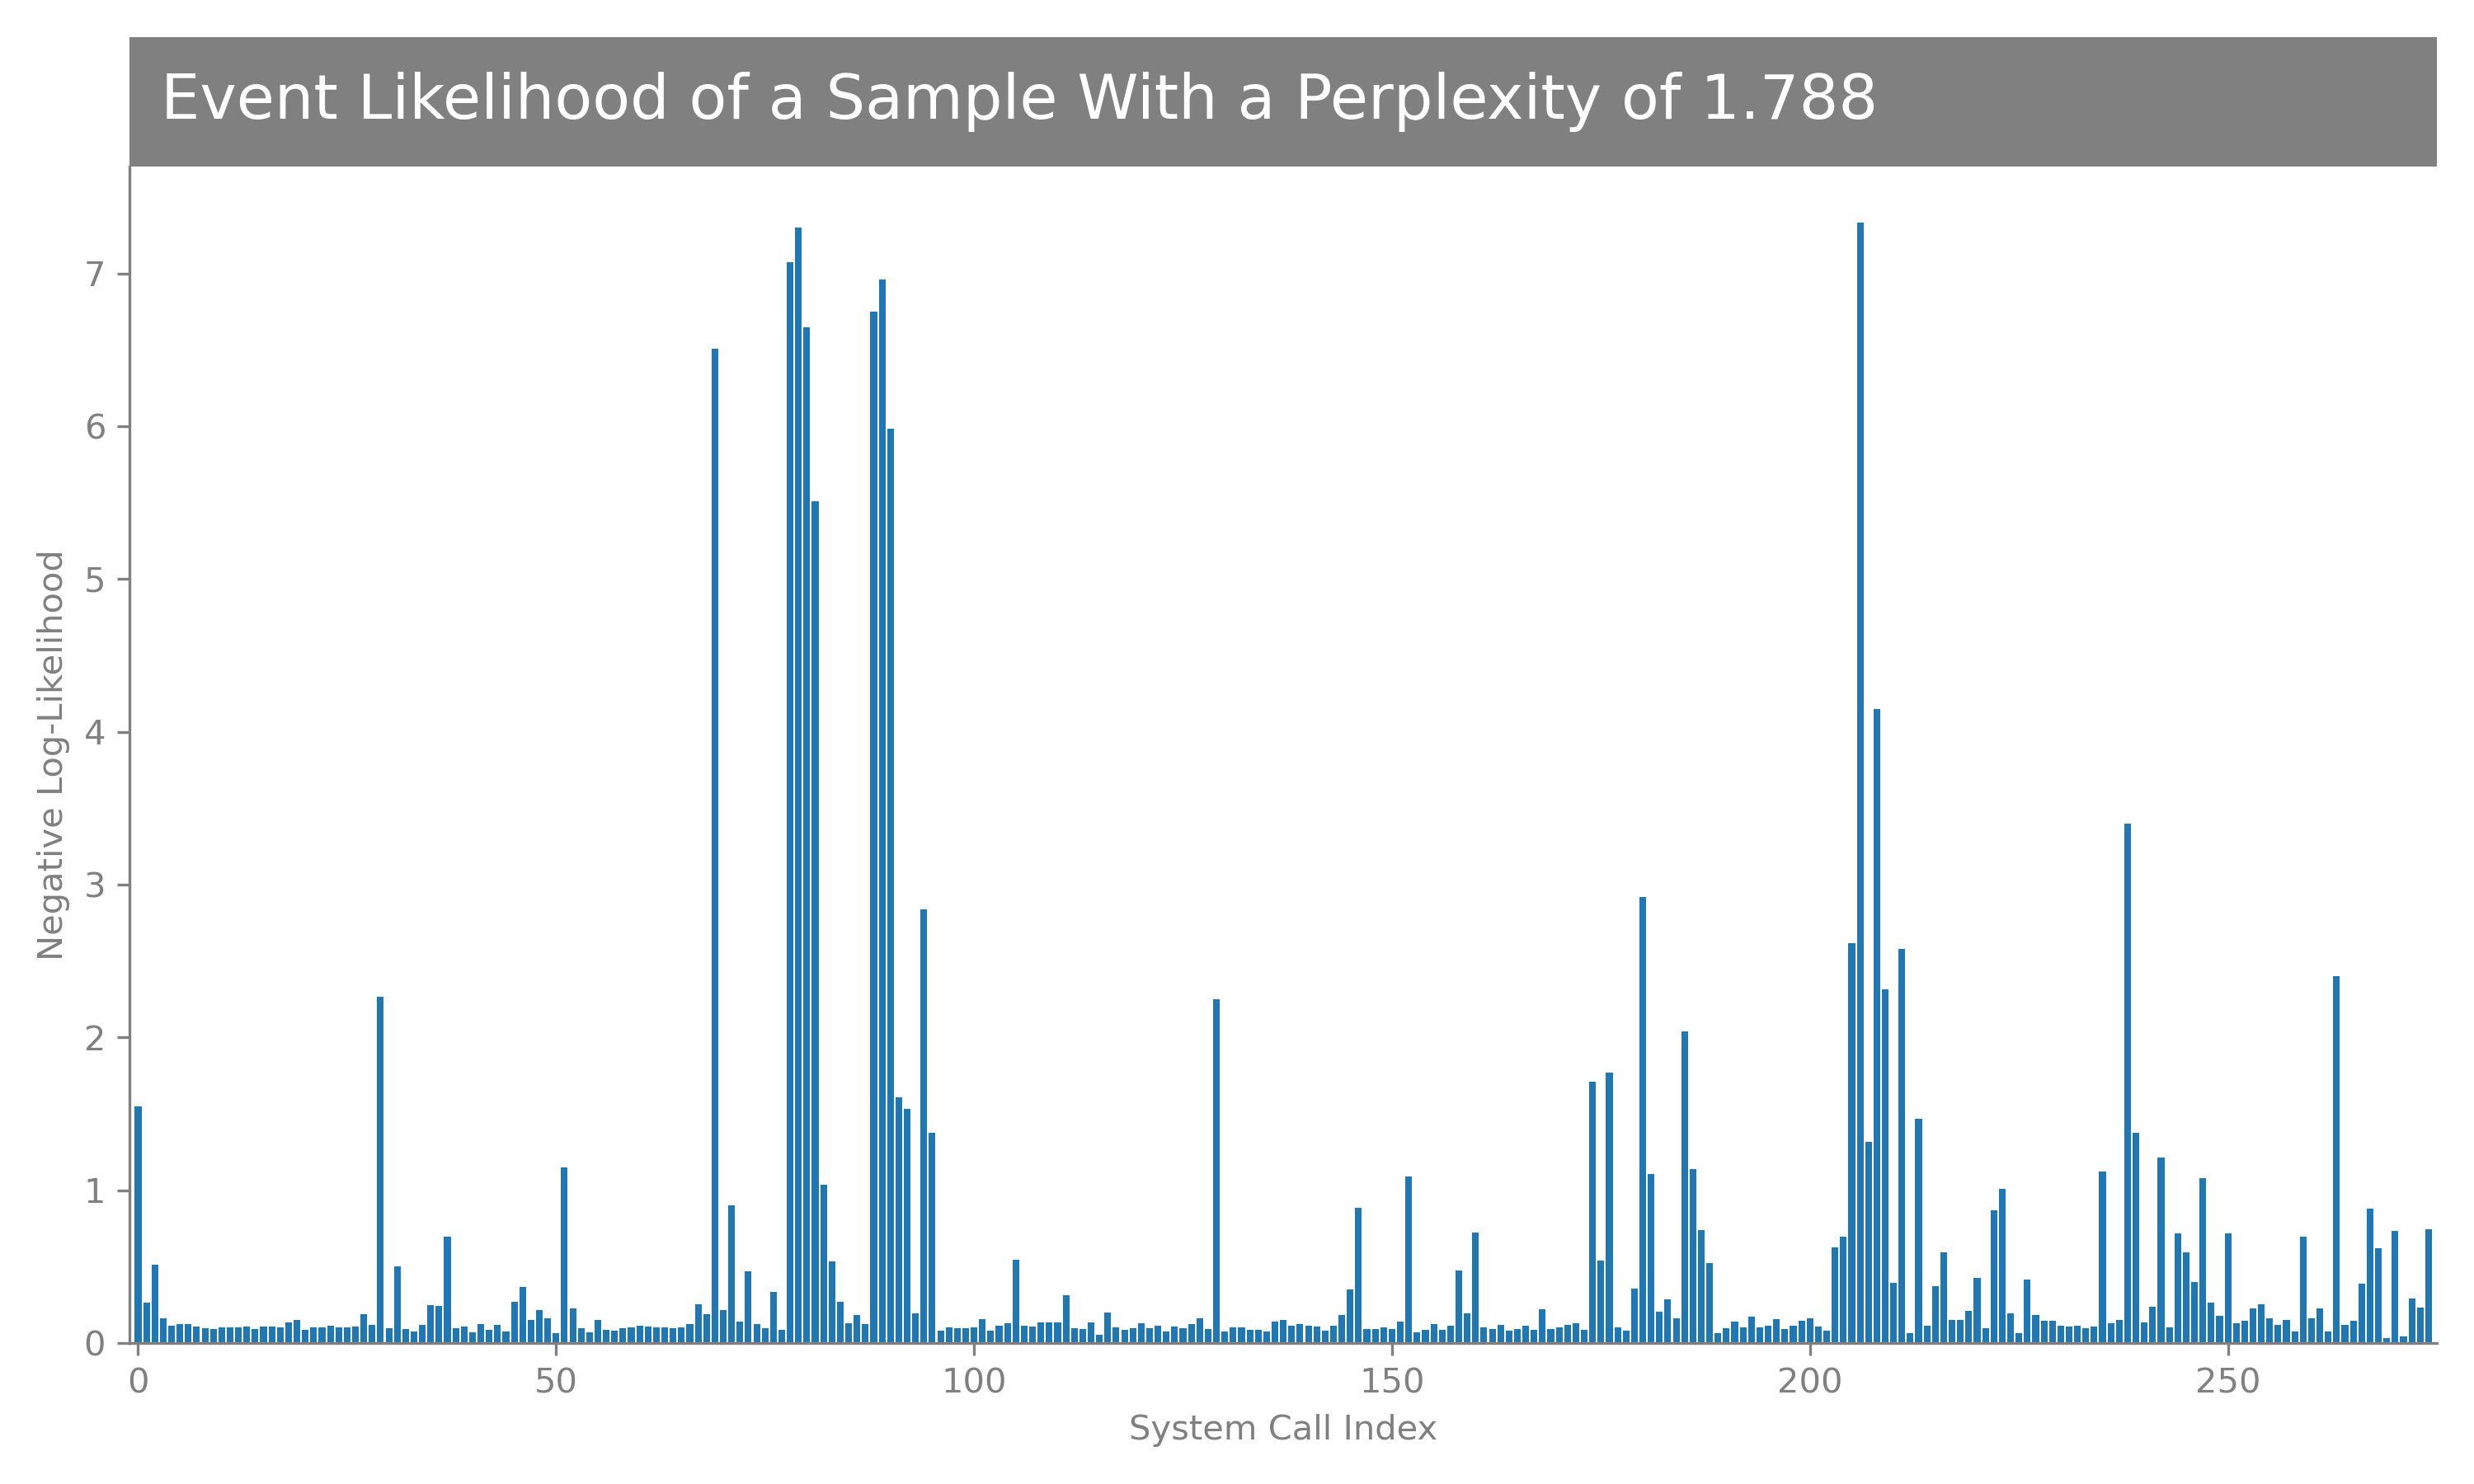 Event Likelihood of a Sample With a Perplexity of 1.788
Negative Log-Likelihood
7
6
5
4
3
2
1
0
0 50 100 150 200 250
System Call Index